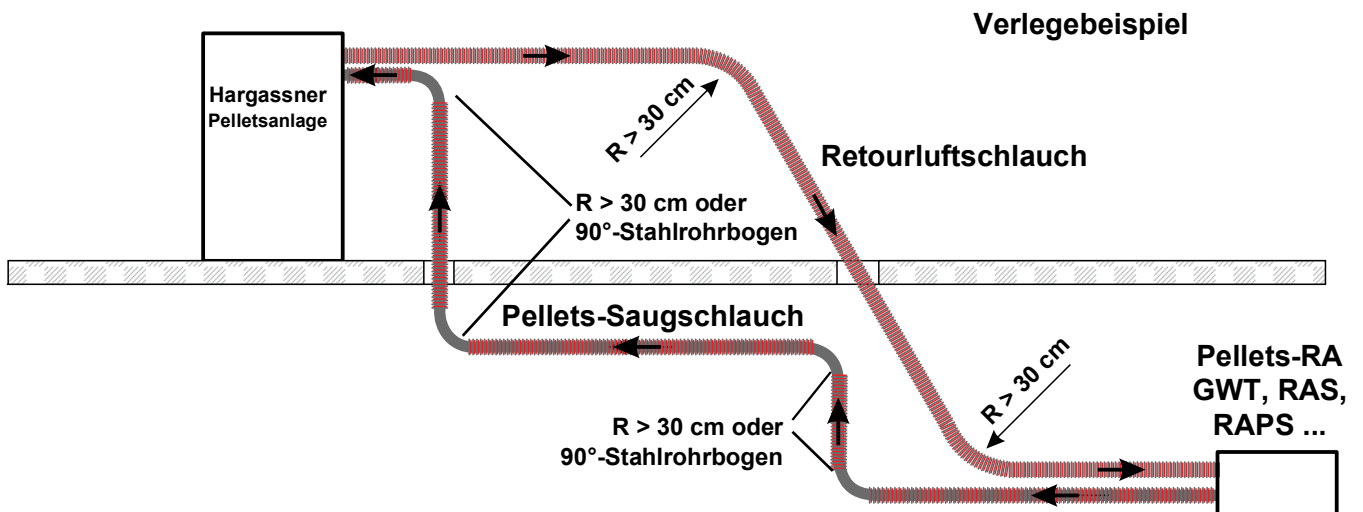 Verlegebeispiel
Hargassner
Pelletsanlage
R > 30 cm
Retourluftschlauch
R > 30 cm oder
90°-Stahlrohrbogen
Pellets-Saugschlauch
R > 30 cm
Pellets-RA
GWT, RAS,
RAPS ...
R > 30 cm oder
90°-Stahlrohrbogen